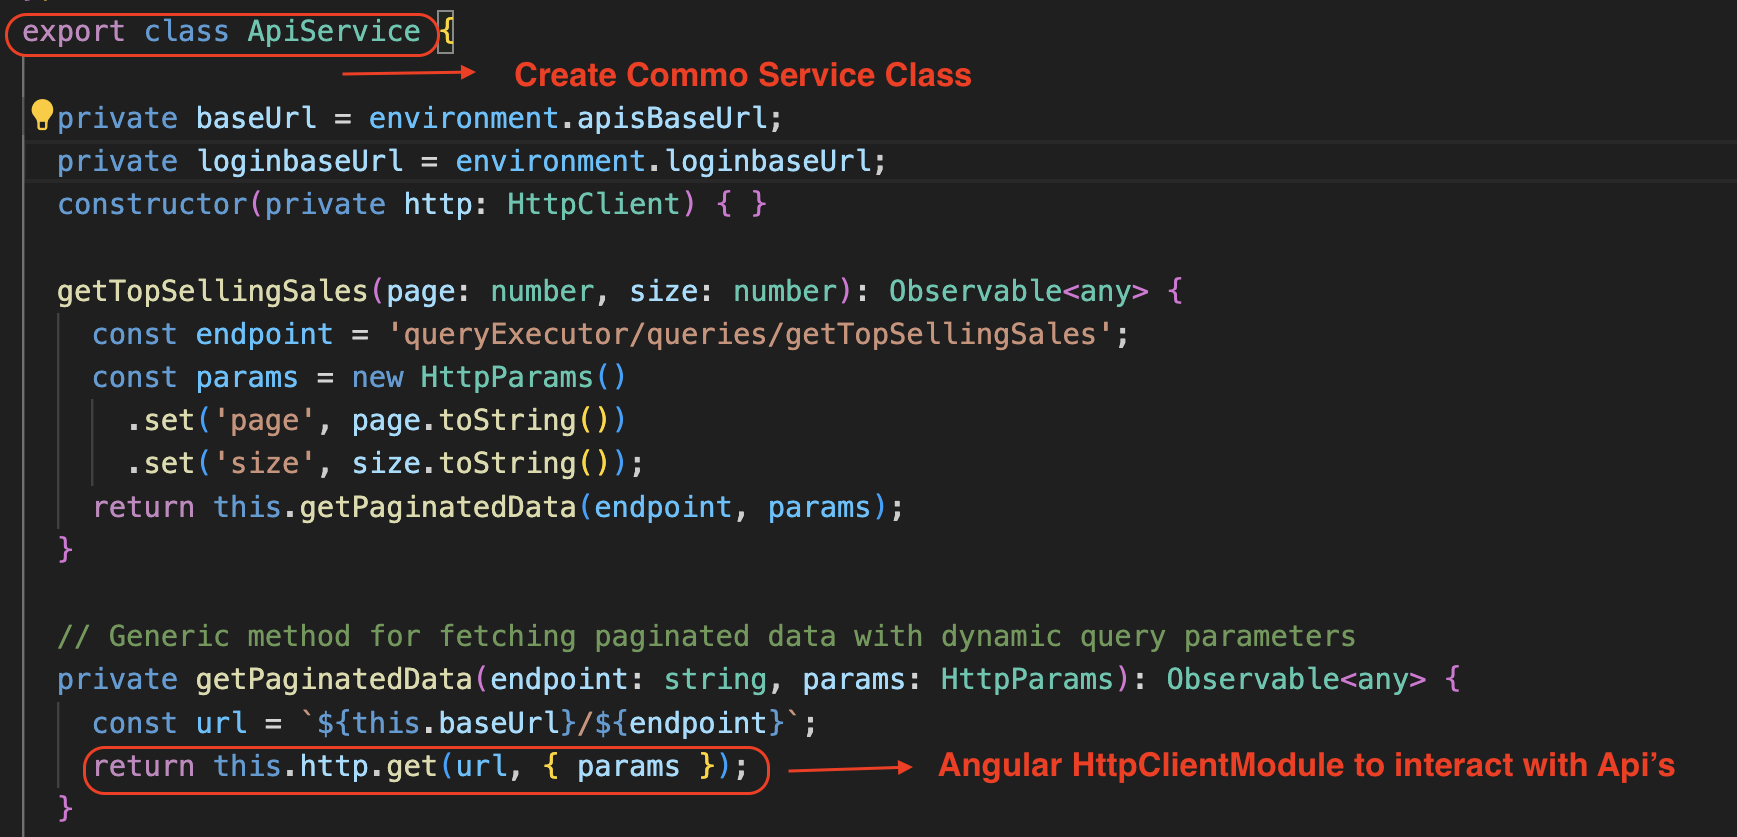 export class ApiService {
Create Commo Service Class
private baseUrl = environment.apisBaseUrl;
private loginbaseUrl = environment.loginbaseUrl;
constructor(private http: HttpClient) { }
getTopSellingSales(page: number, size: number): Observable<any> {
const endpoint = 'queryExecutor/queries/getTopSellingSales';
const params = new HttpParams()
.set('page', page.toString())
.set('size', size.toString());
return this.getPaginatedData(endpoint, params);
}
// Generic method for fetching paginated data with dynamic query parameters
private getPaginatedData(endpoint: string, params: HttpParams): Observable<any> {
const url = `${this.baseUrl}/${endpoint}`;
return this.http.get(url, { params });
Angular HttpClientModule to interact with Api’s
}